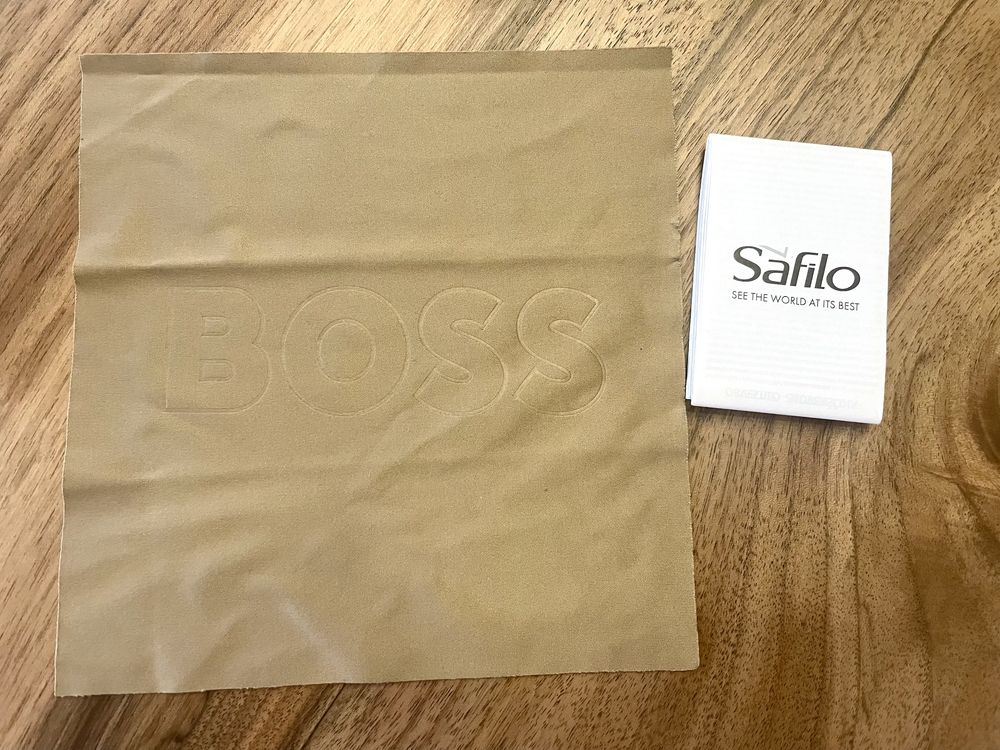 BOSS
Safilo
SEE THE WORLD AT ITS BEST